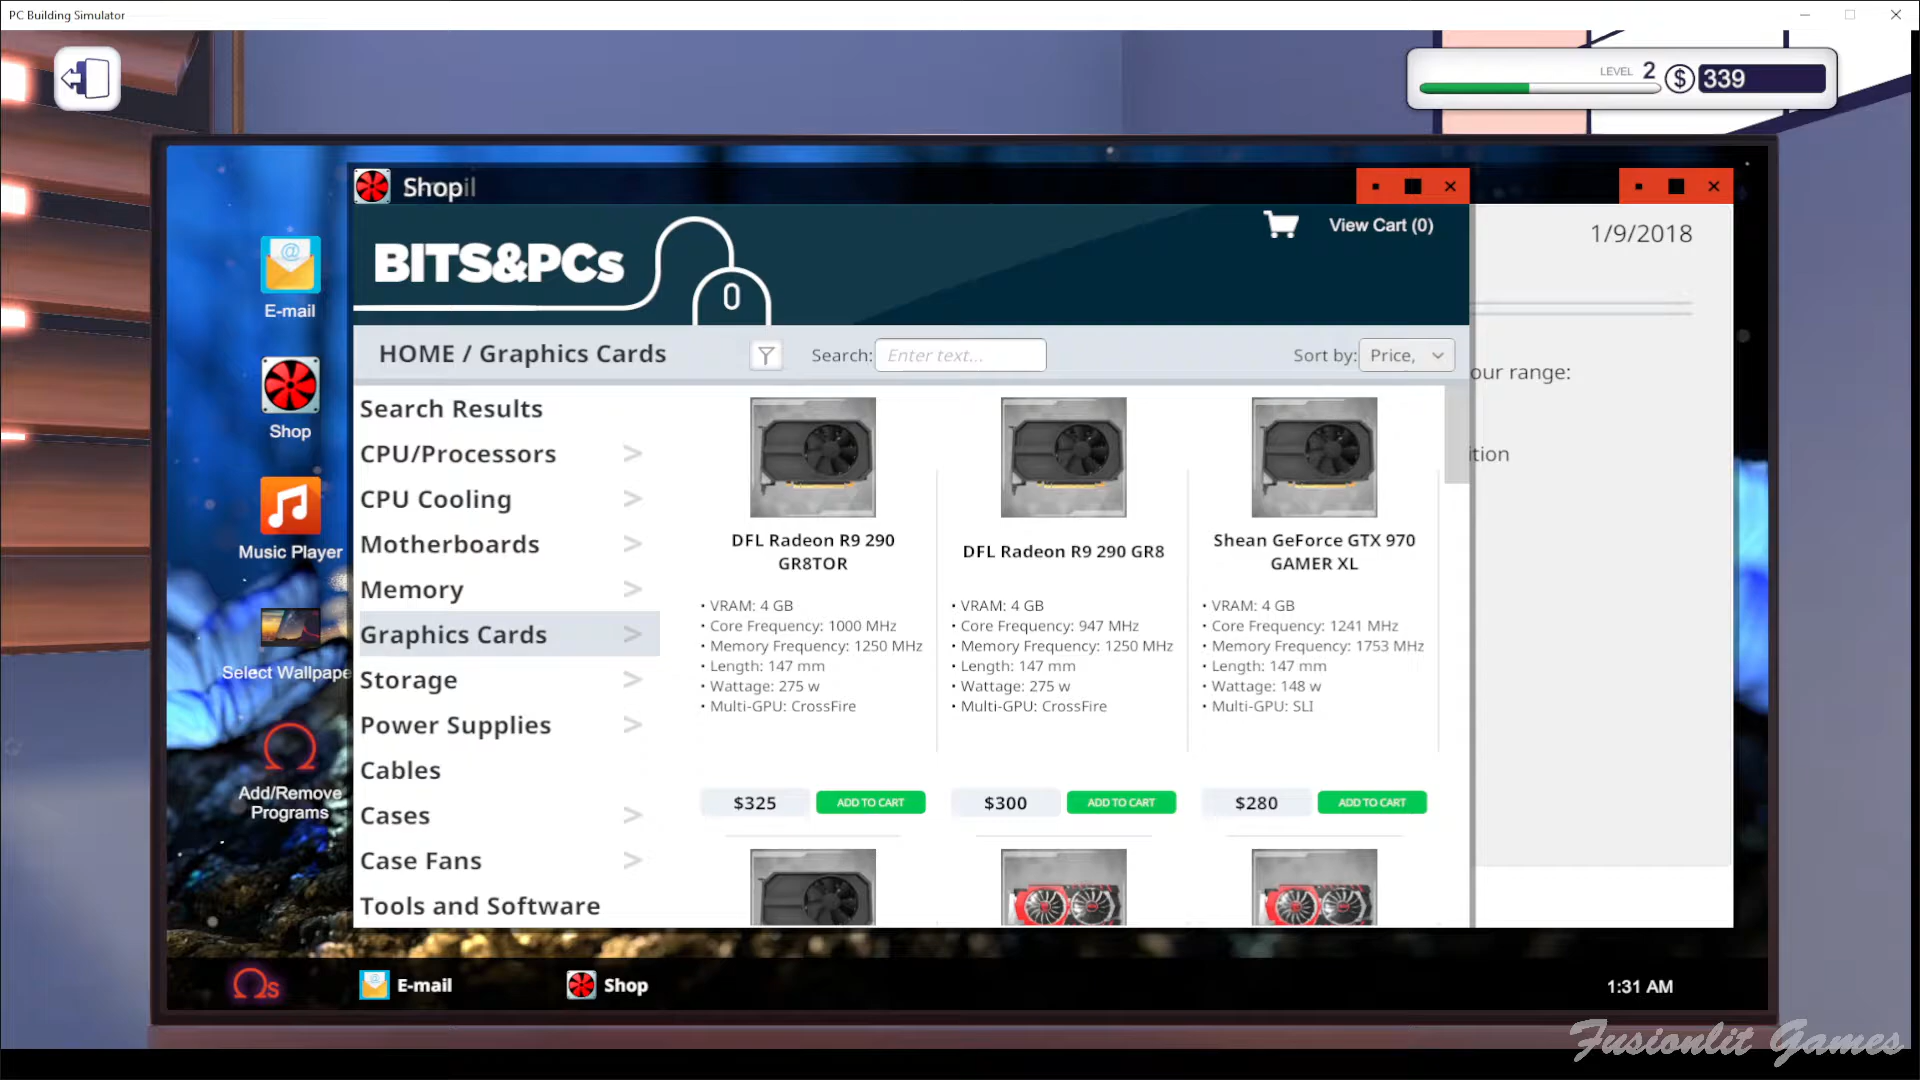 PC Building Simulator
LEVEL 2
$ 339
Shop
View Cart (0)
BITS&PCs
1/9/2018
HOME / Graphics Cards
Search:
Enter text...
Sort by:
Price,
our range:
ition
E-mail
Shop
Music Player
Select Wallpape
Add/Remove
Programs
Search Results
CPU/Processors >
CPU Cooling >
Motherboards >
Memory >
Graphics Cards >
Storage >
Power Supplies >
Cables
Cases >
Case Fans >
Tools and Software
DFL Radeon R9 290
GR8TOR
• VRAM: 4 GB
• Core Frequency: 1000 MHz
• Memory Frequency: 1250 MHz
• Length: 147 mm
• Wattage: 275 w
• Multi-GPU: CrossFire
$325
ADD TO CART
DFL Radeon R9 290 GR8
• VRAM: 4 GB
• Core Frequency: 947 MHz
• Memory Frequency: 1250 MHz
• Length: 147 mm
• Wattage: 275 w
• Multi-GPU: CrossFire
$300
ADD TO CART
Shean GeForce GTX 970
GAMER XL
• VRAM: 4 GB
• Core Frequency: 1241 MHz
• Memory Frequency: 1753 MHz
• Length: 147 mm
• Wattage: 148 w
• Multi-GPU: SLI
$280
ADD TO CART
Ωs
E-mail
Shop
1:31 AM
Fusionlit Games